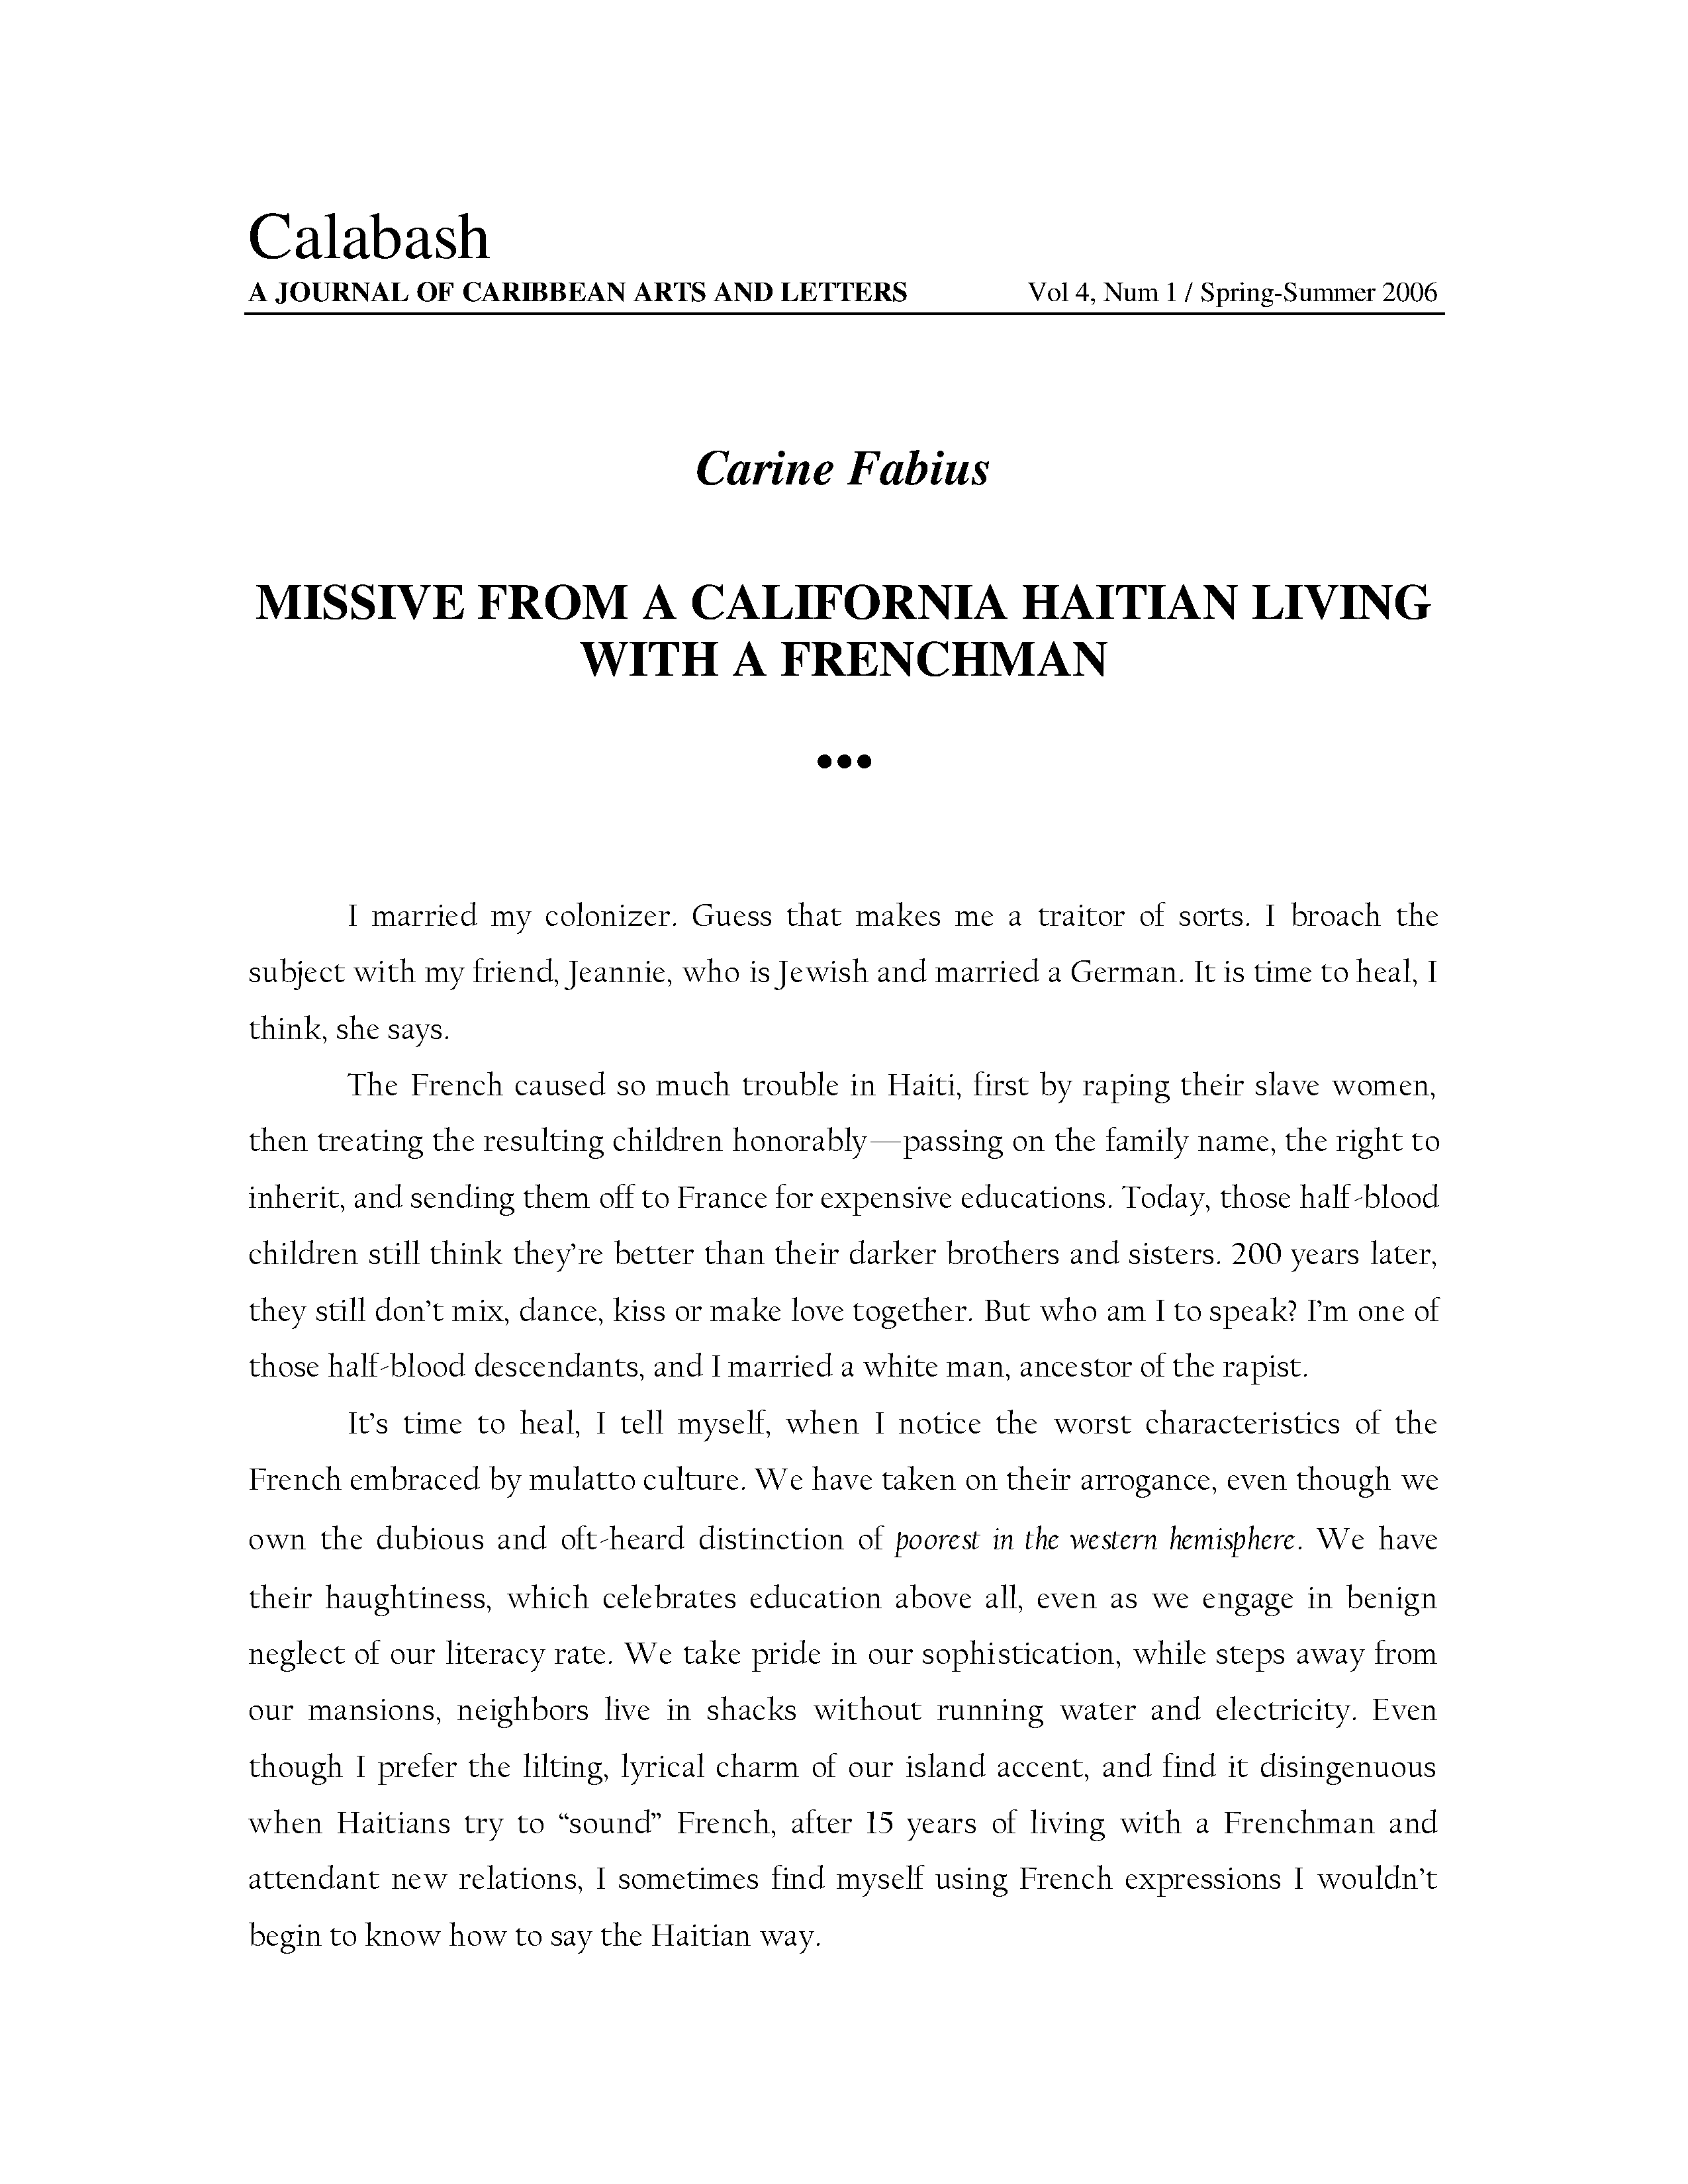 Calabash
A JOURNAL OF CARIBBEAN ARTS AND LETTERS Vol 4, Num 1 / Spring-Summer 2006
Carine Fabius
MISSIVE FROM A CALIFORNIA HAITIAN LIVING
WITH A FRENCHMAN
•••
I married my colonizer. Guess that makes me a traitor of sorts. I broach the
subject with my friend, Jeannie, who is Jewish and married a German. It is time to heal, I
think, she says.
The French caused so much trouble in Haiti, first by raping their slave women,
then treating the resulting children honorably—passing on the family name, the right to
inherit, and sending them off to France for expensive educations. Today, those half-blood
children still think they’re better than their darker brothers and sisters. 200 years later,
they still don’t mix, dance, kiss or make love together. But who am I to speak? I’m one of
those half-blood descendants, and I married a white man, ancestor of the rapist.
It’s time to heal, I tell myself, when I notice the worst characteristics of the
French embraced by mulatto culture. We have taken on their arrogance, even though we
own the dubious and oft-heard distinction of poorest in the western hemisphere. We have
their haughtiness, which celebrates education above all, even as we engage in benign
neglect of our literacy rate. We take pride in our sophistication, while steps away from
our mansions, neighbors live in shacks without running water and electricity. Even
though I prefer the lilting, lyrical charm of our island accent, and find it disingenuous
when Haitians try to “sound” French, after 15 years of living with a Frenchman and
attendant new relations, I sometimes find myself using French expressions I wouldn’t
begin to know how to say the Haitian way.